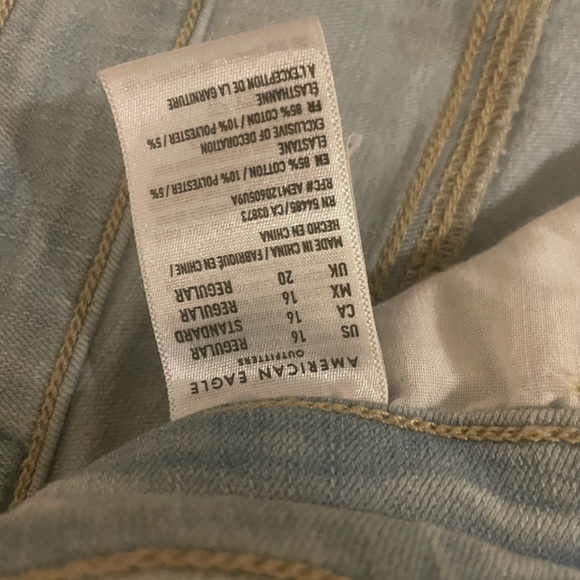 AMERICAN EAGLE
OUTFITTERS
US 16 REGULAR
CA 16 STANDARD
MX 16 REGULAR
UK 20 REGULAR
MADE IN CHINA / FABRIQUÉ EN CHINE /
HECHO EN CHINA
RN 54485 / CA 03873
RFC# AEM120605U9A
EN 85% COTTON / 10% POLYESTER / 5%
ELASTANE
EXCLUSIVE OF DECORATION
FR 85% COTON / 10% POLYESTER / 5%
ÉLASTHANNE
À L'EXCEPTION DE LA GARNITURE